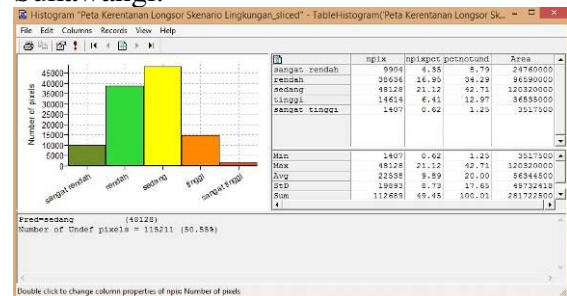 Histogram "Peta Kerentanan Longsor Skenario Lingkungan_sliced" - TableHistogram('Peta Kerentanan Longsor Sk...
File Edit Columns Records View Help
45000
40000
35000
30000
25000
20000
15000
10000
5000
0
Number of pixels
sangat rendah
rendah
sedang
tinggi
sangat tinggi
npix npixpct pctnotund Area
sangat rendah 9904 4.35 8.79 24760000
rendah 38636 16.95 34.29 96590000
sedang 48128 21.12 42.71 120320000
tinggi 14614 6.41 12.97 36535000
sangat tinggi 1407 0.62 1.25 3517500
Min 1407 0.62 1.25 3517500
Max 48128 21.12 42.71 120320000
Avg 22538 9.89 20.00 56344500
StD 19893 8.73 17.65 49732418
Sum 112689 49.45 100.01 281722500
Pred=sedang (48128)
Number of Undef pixels = 115211 (50.55%)
Double click to change column properties of npix: Number of pixels